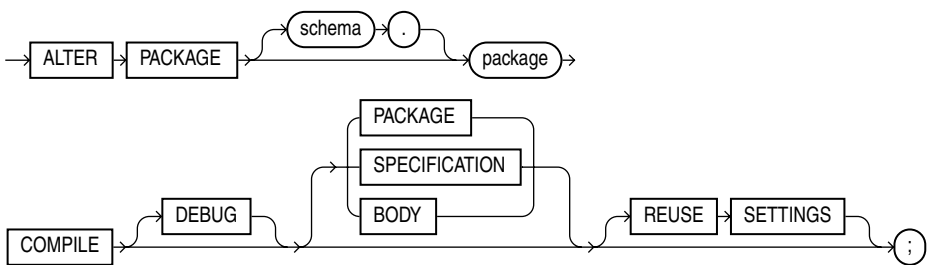 schema .
ALTER PACKAGE package
PACKAGE
SPECIFICATION
DEBUG BODY REUSE SETTINGS
COMPILE ;